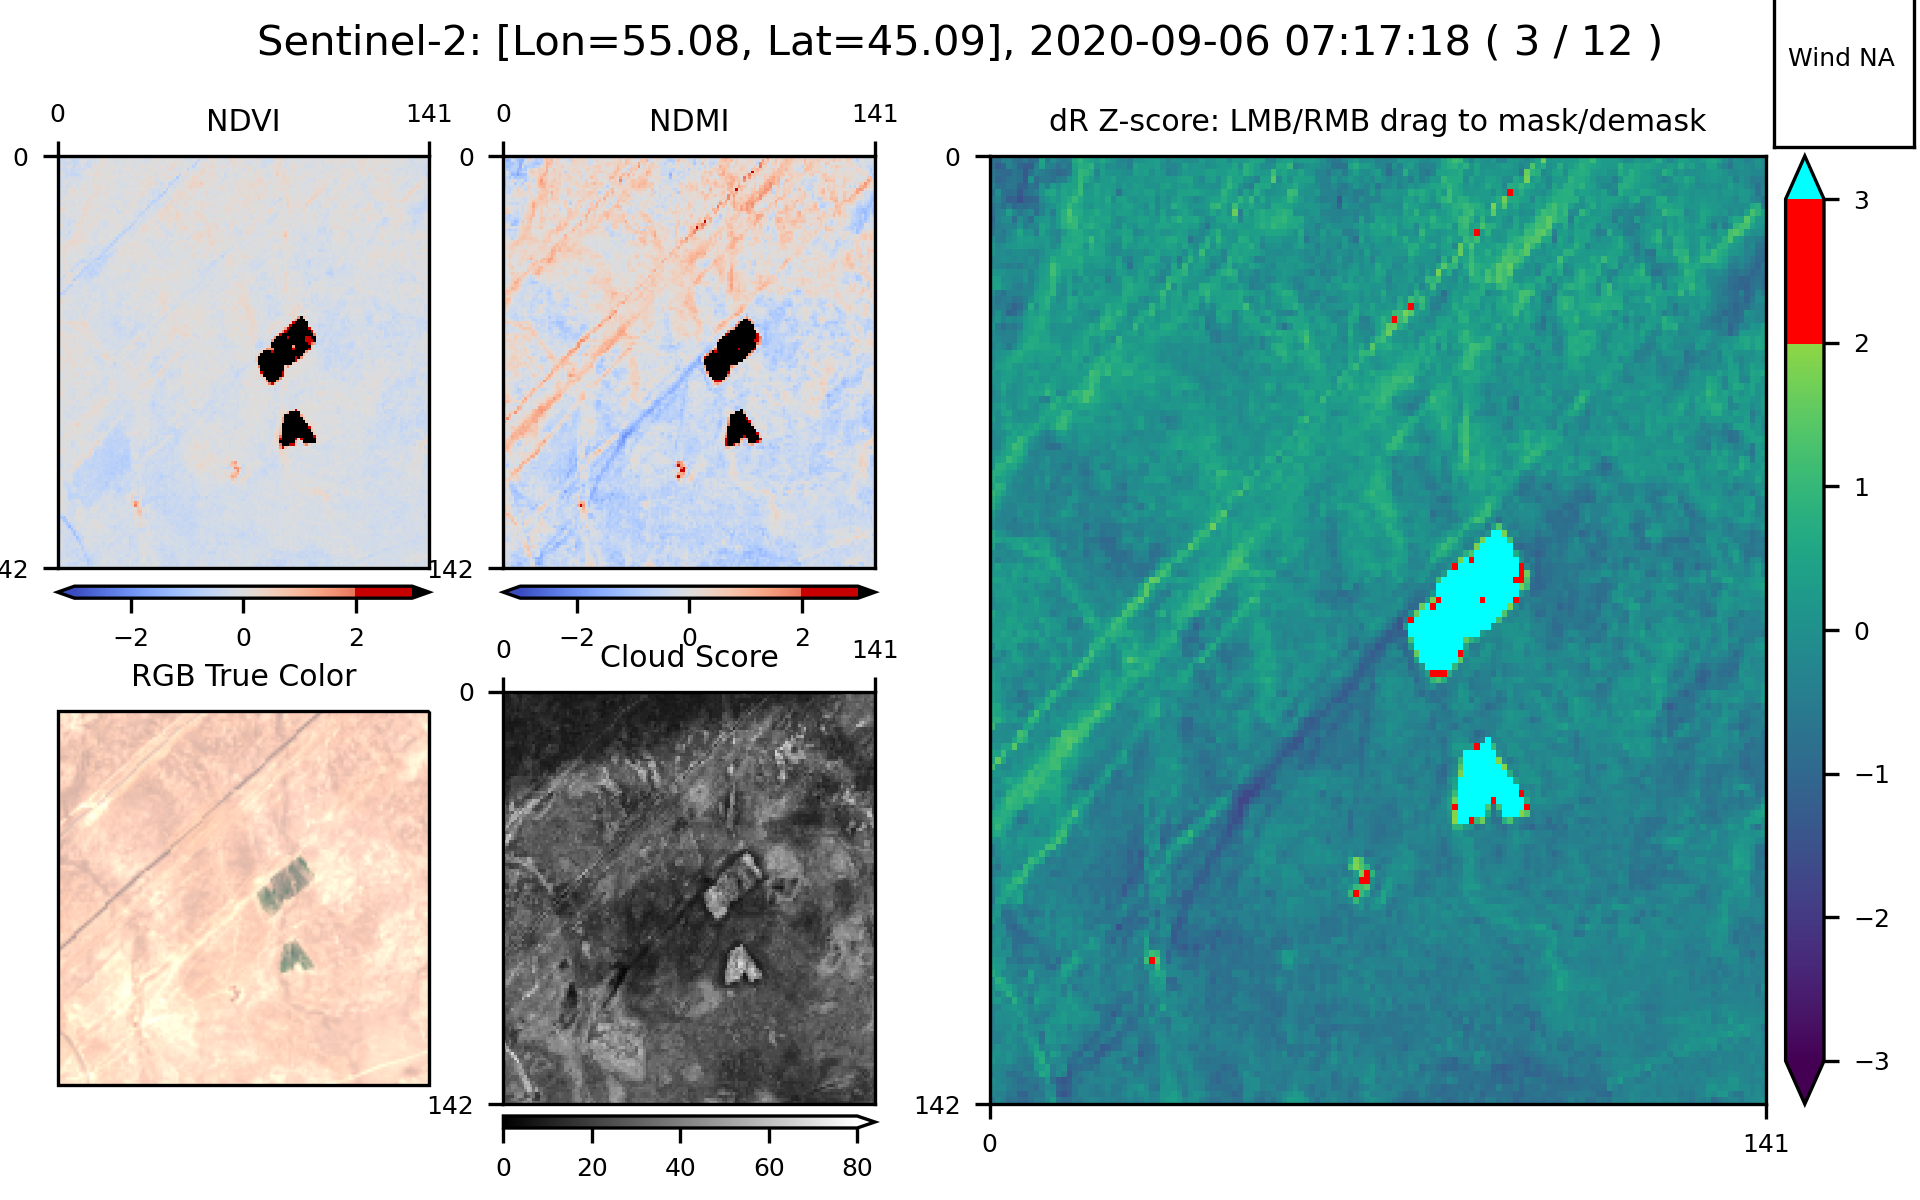 Sentinel-2: [Lon=55.08, Lat=45.09], 2020-09-06 07:17:18 ( 3 / 12 )
Wind NA
0 NDVI 141
0 NDMI 141
dR Z-score: LMB/RMB drag to mask/demask
0
0
0
3
2
1
0
−1
−2
−3
42
142
−2 0 2
−2 0 2
RGB True Color
0 Cloud Score 141
0
142
142
0 20 40 60 80
0 141